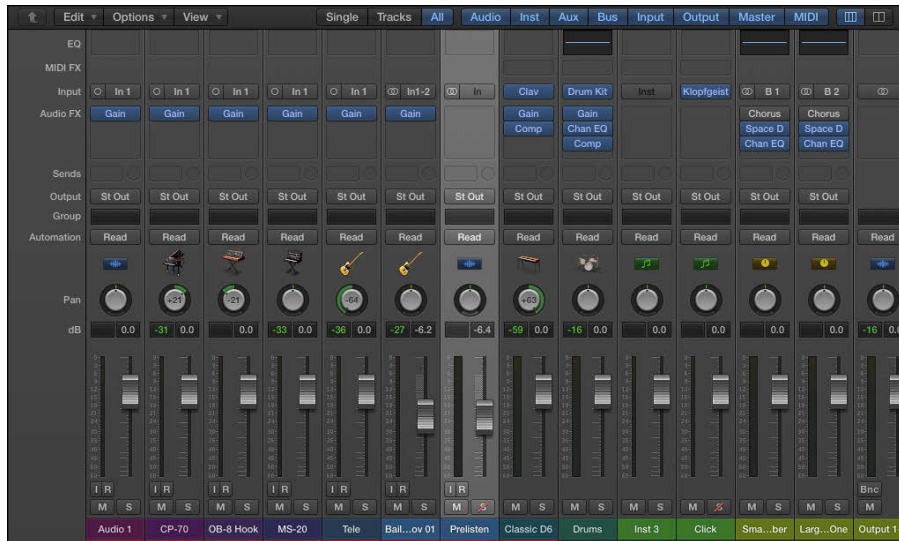 Edit Options View Single Tracks All Audio Inst Aux Bus Input Output Master MIDI
EQ
MIDI FX
Input In 1 In 1 In 1 In 1 In 1 In1-2 In Clav Drum Kit Inst Klopfgeist B 1 B 2
Audio FX Gain Gain Gain Gain Gain Gain Gain Gain Chorus Chorus
Comp Chan EQ Space D Space D
Comp Chan EQ Chan EQ
Sends
Output St Out St Out St Out St Out St Out St Out St Out St Out St Out St Out St Out St Out St Out
Group
Automation Read Read Read Read Read Read Read Read Read Read Read Read Read Read
Pan +21 -21 -64 +63
dB 0.0 -31 0.0 0.0 -33 0.0 -36 0.0 -27 -6.2 -6.4 -59 0.0 -16 0.0 0.0 0.0 0.0 0.0 -16 0.0
I R I R I R I R I R I R I R Bnc
M S M S M S M S M S M S M S M S M S M S M S M S M S M
Audio 1 CP-70 OB-8 Hook MS-20 Tele Bail...ov 01 Prelisten Classic D6 Drums Inst 3 Click Sma...ber Larg...One Output 1-